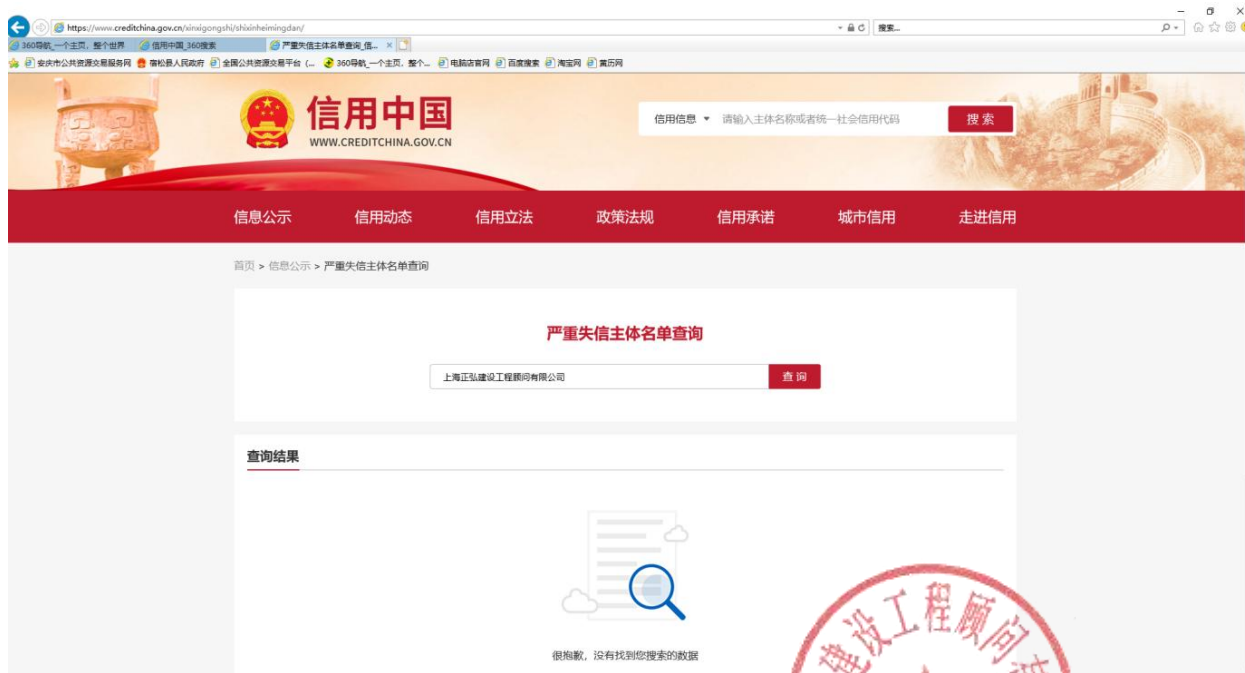 https://www.creditchina.gov.cn/xinxigongshi/shixinheimingdan/
搜索...
360导航_一个主页，整个世界
信用中国_360搜索
严重失信主体名单查询_信...
安庆市公共资源交易服务网
宿松县人民政府
全国公共资源交易平台 (...
360导航_一个主页，整个...
电脑店官网
百度搜索
淘宝网
黄历网
信用中国
WWW.CREDITCHINA.GOV.CN
信用信息
请输入主体名称或者统一社会信用代码
搜索
信息公示
信用动态
信用立法
政策法规
信用承诺
城市信用
走进信用
首页 > 信息公示 > 严重失信主体名单查询
严重失信主体名单查询
上海正弘建设工程顾问有限公司
查询
查询结果
很抱歉，没有找到您搜索的数据
建设工程顾问